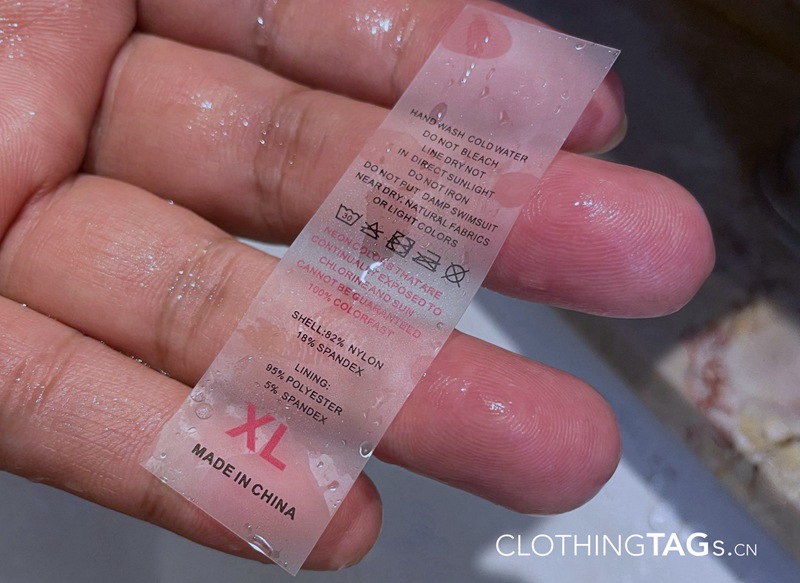 HAND WASH COLD WATER
DO NOT BLEACH
LINE DRY NOT
IN DIRECT SUNLIGHT
DO NOT IRON
DO NOT PUT DAMP SWIMSUIT
NEAR DRY, NATURAL FABRICS
OR LIGHT COLORS
30
NEON COLORS THAT ARE
CONTINUALLY EXPOSED TO
CHLORINE AND SUN
CANNOT BE GUARANTEED
100% COLORFAST
SHELL:82% NYLON
18% SPANDEX
LINING:
95% POLYESTER
5% SPANDEX
XL
MADE IN CHINA
CLOTHINGTAGs.CN